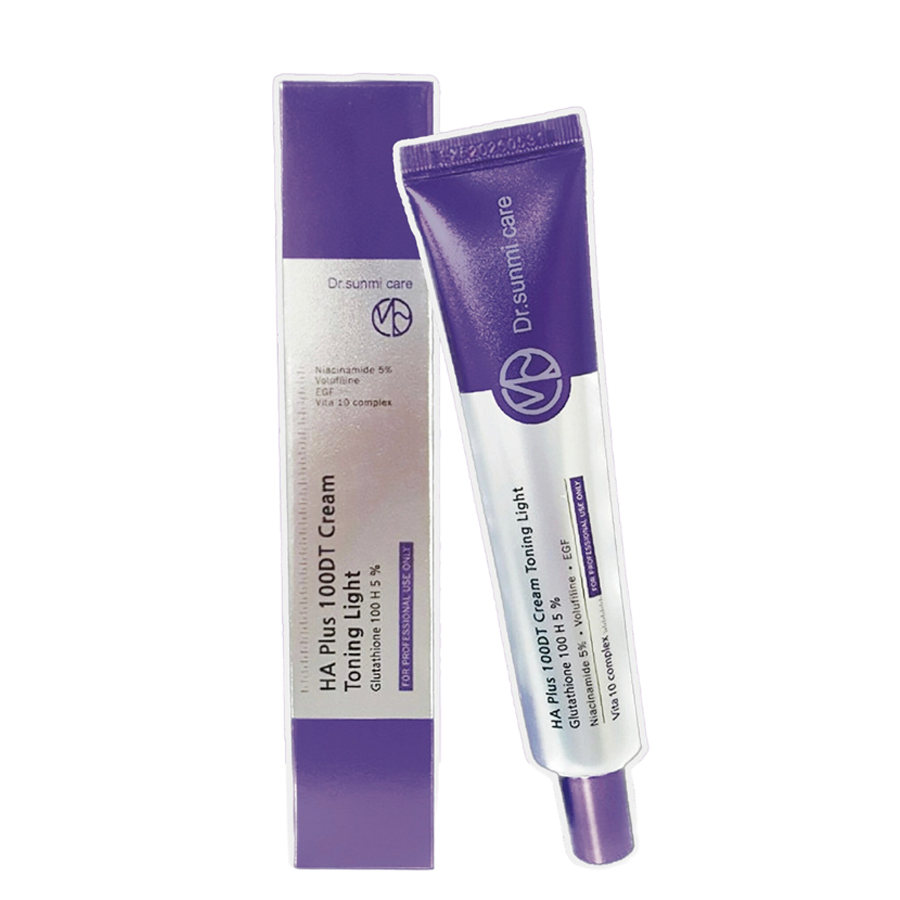 Dr.sunmi care
Niacinamide 5%
Volufiline
EGF
Vita 10 complex
HA Plus 100DT Cream
Toning Light
Glutathione 100 H 5 %
FOR PROFESSIONAL USE ONLY
Dr.sunmi care
HA Plus 100DT Cream Toning Light
Glutathione 100 H 5 %
Niacinamide 5% • Volufiline • EGF
Vita 10 complex
FOR PROFESSIONAL USE ONLY